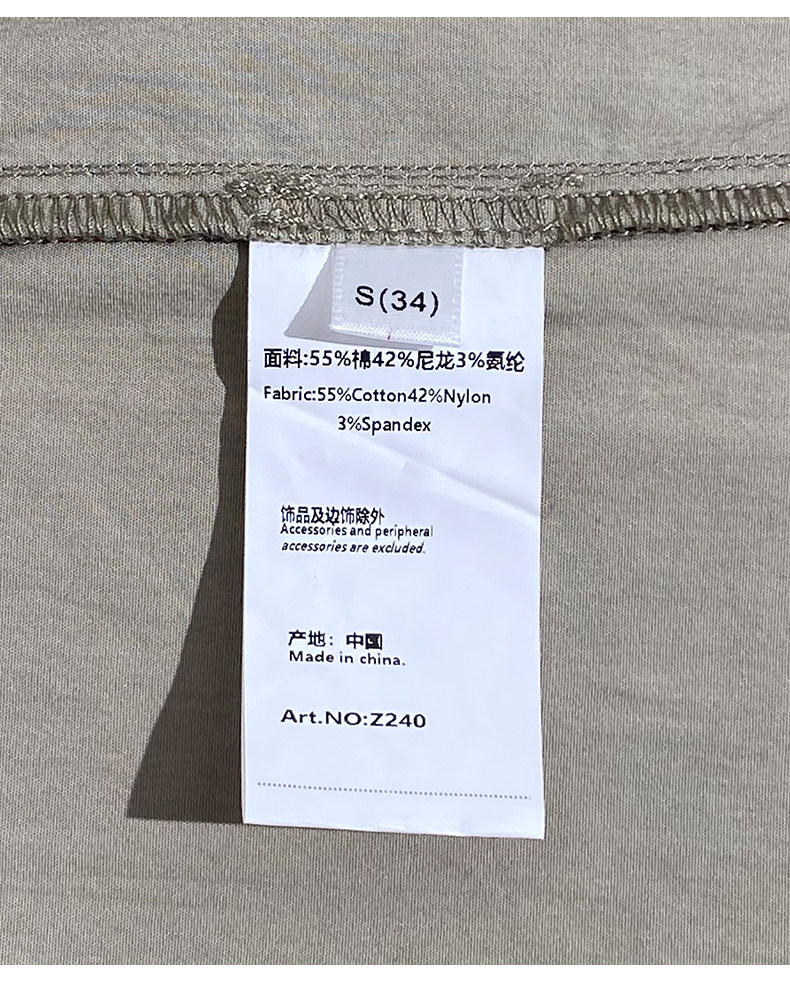 S(34)
面料:55%棉42%尼龙3%氨纶
Fabric:55%Cotton42%Nylon
3%Spandex
饰品及边饰除外
Accessories and peripheral
accessories are excluded.
产地：中国
Made in china.
Art.NO:Z240